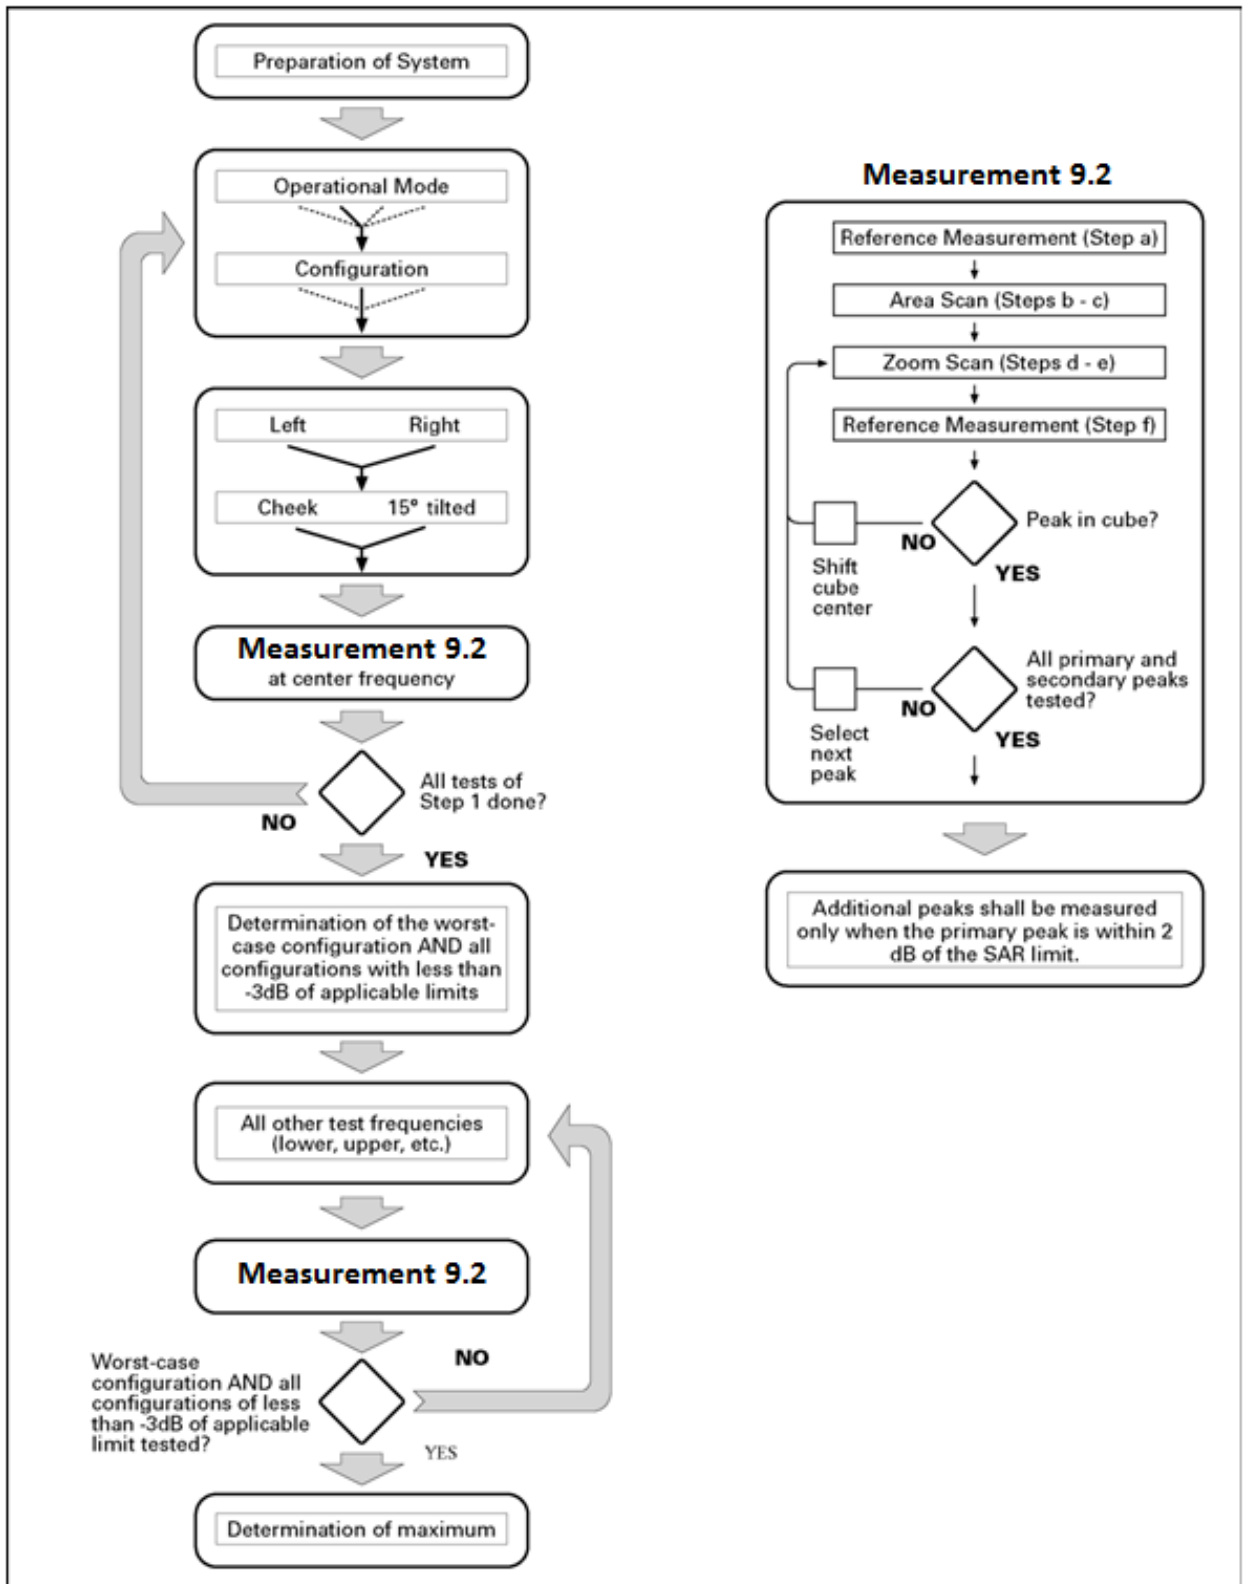 Preparation of System
Operational Mode
Configuration
Left Right
Cheek 15° tilted
Measurement 9.2
at center frequency
All tests of
Step 1 done?
NO
YES
Determination of the worst-
case configuration AND all
configurations with less than
-3dB of applicable limits
All other test frequencies
(lower, upper, etc.)
Measurement 9.2
Worst-case
configuration AND all
configurations of less
than -3dB of applicable
limit tested?
NO
YES
Determination of maximum
Measurement 9.2
Reference Measurement (Step a)
Area Scan (Steps b - c)
Zoom Scan (Steps d - e)
Reference Measurement (Step f)
Peak in cube?
NO
YES
Shift
cube
center
All primary and
secondary peaks
tested?
NO
YES
Select
next
peak
Additional peaks shall be measured
only when the primary peak is within 2
dB of the SAR limit.